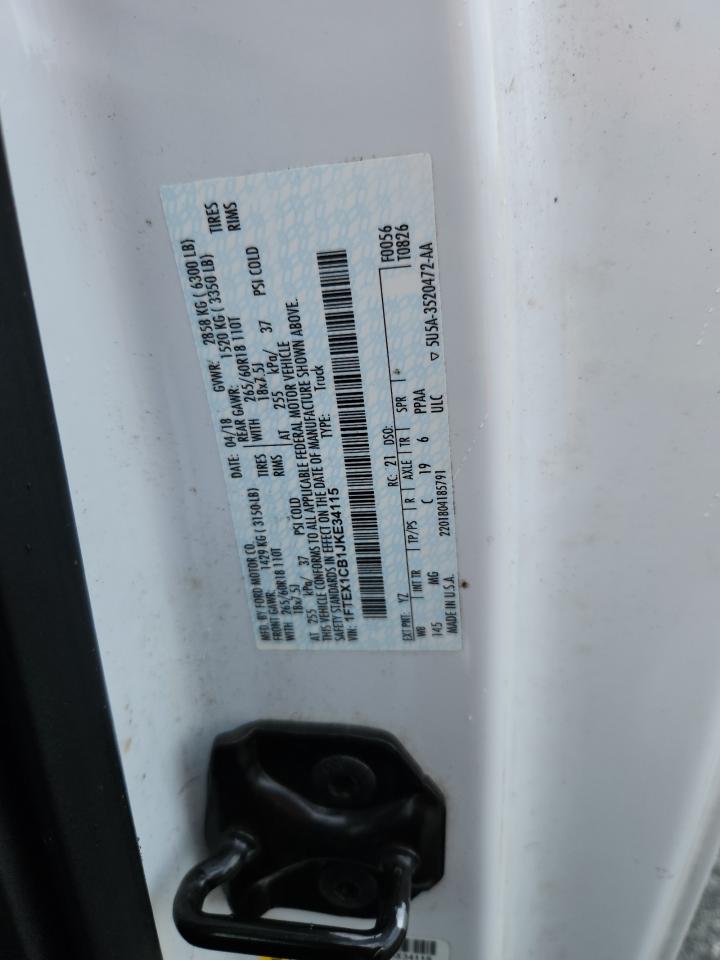 MFD. BY FORD MOTOR CO. DATE: 04/18 GVWR: 2858 KG ( 6300 LB)
FRONT GAWR: 1429 KG ( 3150 LB) REAR GAWR: 1520 KG ( 3350 LB)
WITH 265/60R18 110T TIRES WITH 265/60R18 110T TIRES
18x7.5J RIMS 18x7.5J RIMS
AT 255 kPa/ 37 PSI COLD AT 255 kPa/ 37 PSI COLD
THIS VEHICLE CONFORMS TO ALL APPLICABLE FEDERAL MOTOR VEHICLE
SAFETY STANDARDS IN EFFECT ON THE DATE OF MANUFACTURE SHOWN ABOVE.
VIN: 1FTEX1CB1JKE34115 TYPE: Truck
F0056
T0826
EXT PNT: YZ RC: 21 DSO:
WB INT TR TP/PS R AXLE TR SPR
145 MG C 19 6 PPAA
MADE IN U.S.A. 2201804185791 ULC ▽ 5U5A-3520472-AA